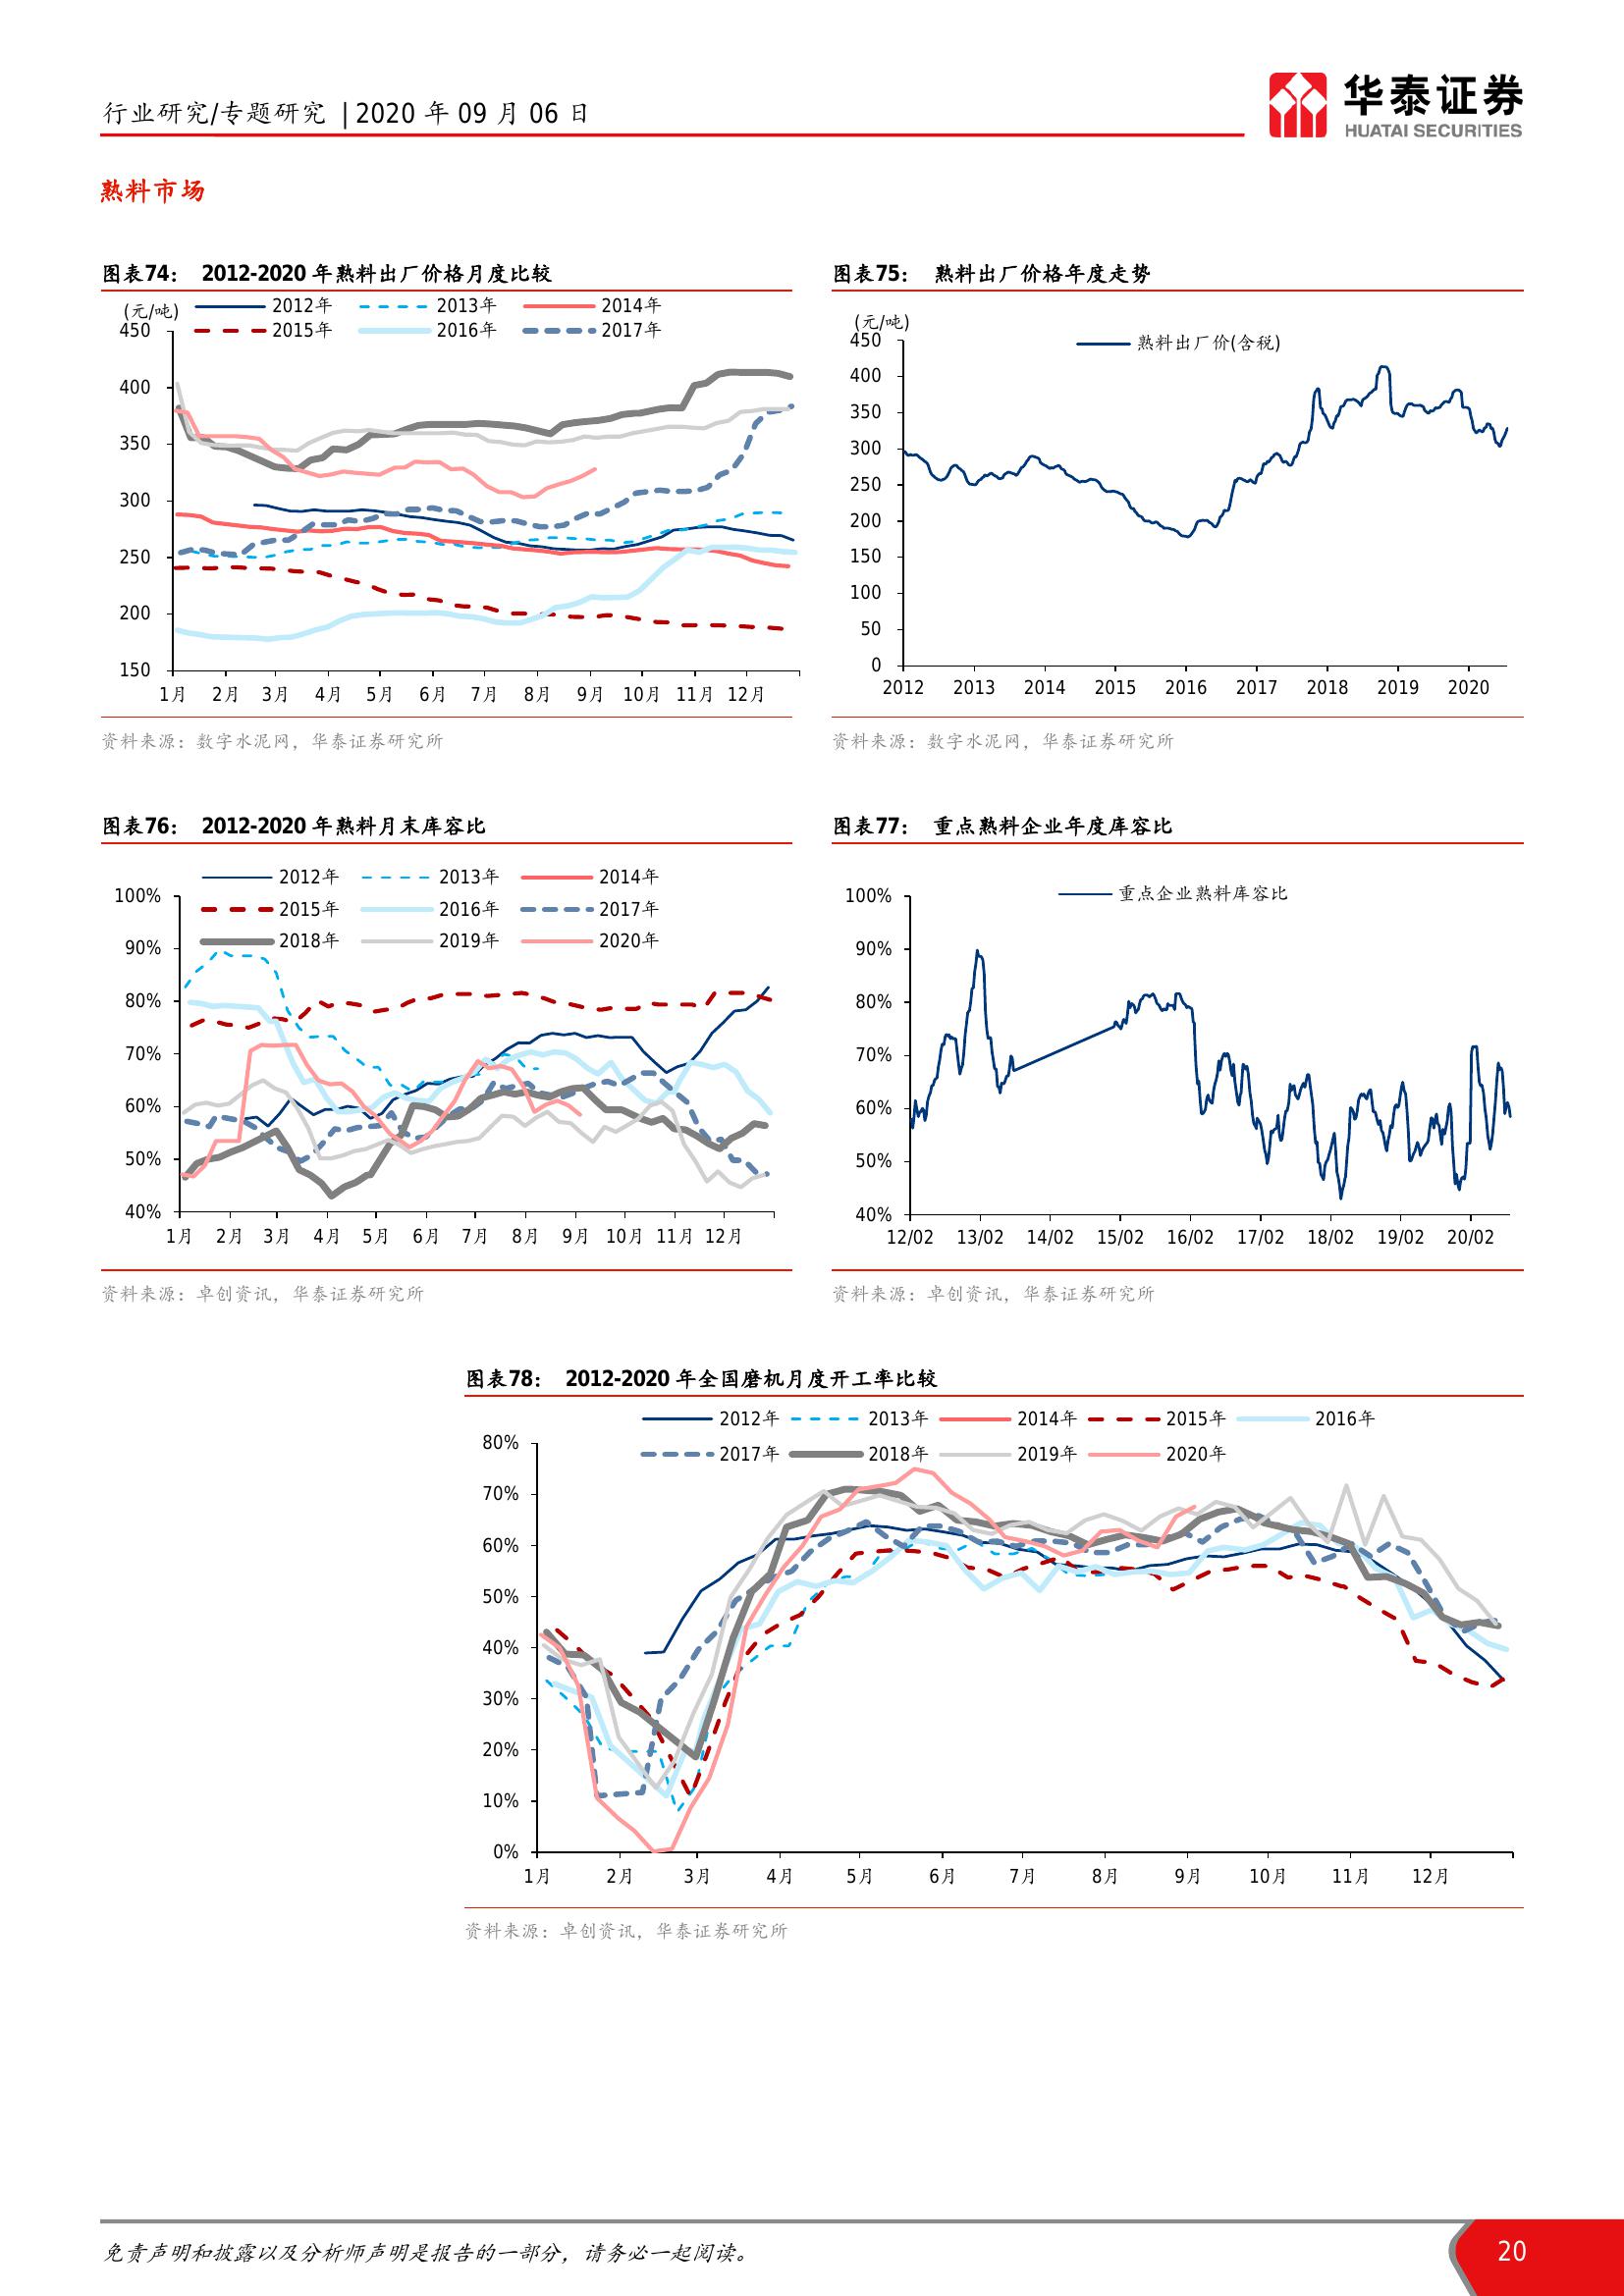 行业研究/专题研究 | 2020 年 09 月 06 日
华泰证券
HUATAI SECURITIES
熟料市场
图表74： 2012-2020 年熟料出厂价格月度比较
(元/吨)
2012年 2013年 2014年
2015年 2016年 2017年
450
400
350
300
250
200
150
1月 2月 3月 4月 5月 6月 7月 8月 9月 10月 11月 12月
资料来源：数字水泥网，华泰证券研究所
图表75： 熟料出厂价格年度走势
(元/吨)
熟料出厂价(含税)
450
400
350
300
250
200
150
100
50
0
2012 2013 2014 2015 2016 2017 2018 2019 2020
资料来源：数字水泥网，华泰证券研究所
图表76： 2012-2020 年熟料月末库容比
2012年 2013年 2014年
2015年 2016年 2017年
2018年 2019年 2020年
100%
90%
80%
70%
60%
50%
40%
1月 2月 3月 4月 5月 6月 7月 8月 9月 10月 11月 12月
资料来源：卓创资讯，华泰证券研究所
图表77： 重点熟料企业年度库容比
重点企业熟料库容比
100%
90%
80%
70%
60%
50%
40%
12/02 13/02 14/02 15/02 16/02 17/02 18/02 19/02 20/02
资料来源：卓创资讯，华泰证券研究所
图表78： 2012-2020 年全国磨机月度开工率比较
2012年 2013年 2014年 2015年 2016年
2017年 2018年 2019年 2020年
80%
70%
60%
50%
40%
30%
20%
10%
0%
1月 2月 3月 4月 5月 6月 7月 8月 9月 10月 11月 12月
资料来源：卓创资讯，华泰证券研究所
免责声明和披露以及分析师声明是报告的一部分，请务必一起阅读。
20